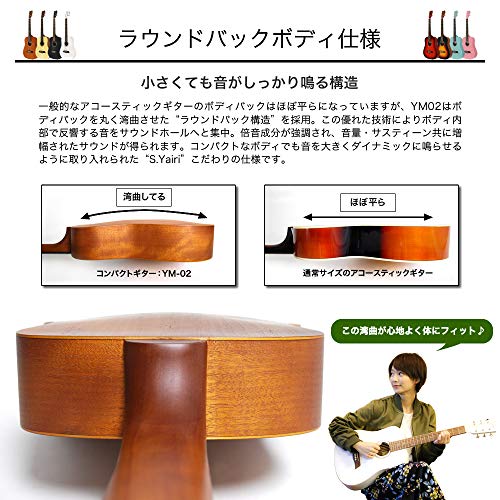 ラウンドバックボディ仕様
小さくても音がしっかり鳴る構造
一般的なアコースティックギターのボディバックはほぼ平らになっていますが、YM02はボ
ディバックを丸く湾曲させた“ラウンドバック構造”を採用。この優れた技術によりボディ内
部で反響する音をサウンドホールへと集中。倍音成分が強調され、音量・サスティーン共に増
幅されたサウンドが得られます。コンパクトなボディでも音を大きくダイナミックに鳴らせる
ように取り入れられた“S.Yairi”こだわりの仕様です。
湾曲してる
コンパクトギター：YM-02
ほぼ平ら
通常サイズのアコースティックギター
この湾曲が心地よく体にフィット♪